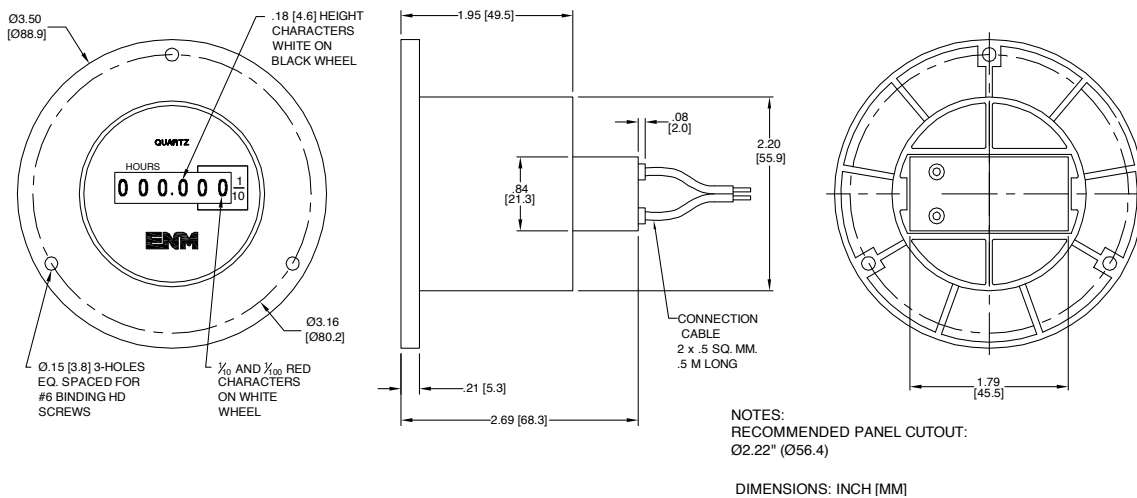 Ø3.50
[Ø88.9]
.18 [4.6] HEIGHT
CHARACTERS
WHITE ON
BLACK WHEEL
QUARTZ
HOURS
0 0 0.0 0 0 1/10
ENM
Ø3.16
[Ø80.2]
Ø.15 [3.8] 3-HOLES
EQ. SPACED FOR
#6 BINDING HD
SCREWS
1/10 AND 1/100 RED
CHARACTERS
ON WHITE
WHEEL
1.95 [49.5]
.08
[2.0]
2.20
[55.9]
.84
[21.3]
CONNECTION
CABLE
2 x .5 SQ. MM.
.5 M LONG
.21 [5.3]
2.69 [68.3]
1.79
[45.5]
NOTES:
RECOMMENDED PANEL CUTOUT:
Ø2.22" (Ø56.4)
DIMENSIONS: INCH [MM]